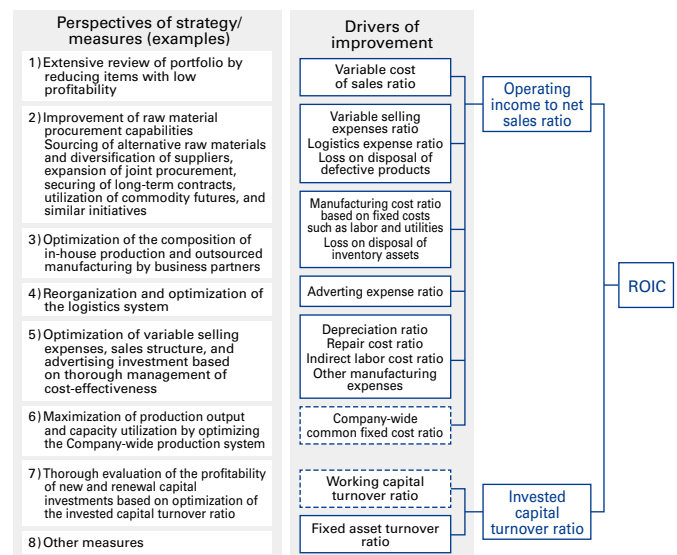 Perspectives of strategy/
measures (examples)
1) Extensive review of portfolio by
reducing items with low
profitability
2) Improvement of raw material
procurement capabilities
Sourcing of alternative raw materials
and diversification of suppliers,
expansion of joint procurement,
securing of long-term contracts,
utilization of commodity futures, and
similar initiatives
3) Optimization of the composition of
in-house production and outsourced
manufacturing by business partners
4) Reorganization and optimization of
the logistics system
5) Optimization of variable selling
expenses, sales structure, and
advertising investment based
on thorough management of
cost-effectiveness
6) Maximization of production output
and capacity utilization by optimizing
the Company-wide production system
7) Thorough evaluation of the profitability
of new and renewal capital
investments based on optimization of
the invested capital turnover ratio
8) Other measures
Drivers of
improvement
Variable cost
of sales ratio
Variable selling
expenses ratio
Logistics expense ratio
Loss on disposal of
defective products
Manufacturing cost ratio
based on fixed costs
such as labor and utilities
Loss on disposal of
inventory assets
Adverting expense ratio
Depreciation ratio
Repair cost ratio
Indirect labor cost ratio
Other manufacturing
expenses
Company-wide
common fixed cost ratio
Working capital
turnover ratio
Fixed asset turnover
ratio
Operating
income to net
sales ratio
Invested
capital
turnover ratio
ROIC